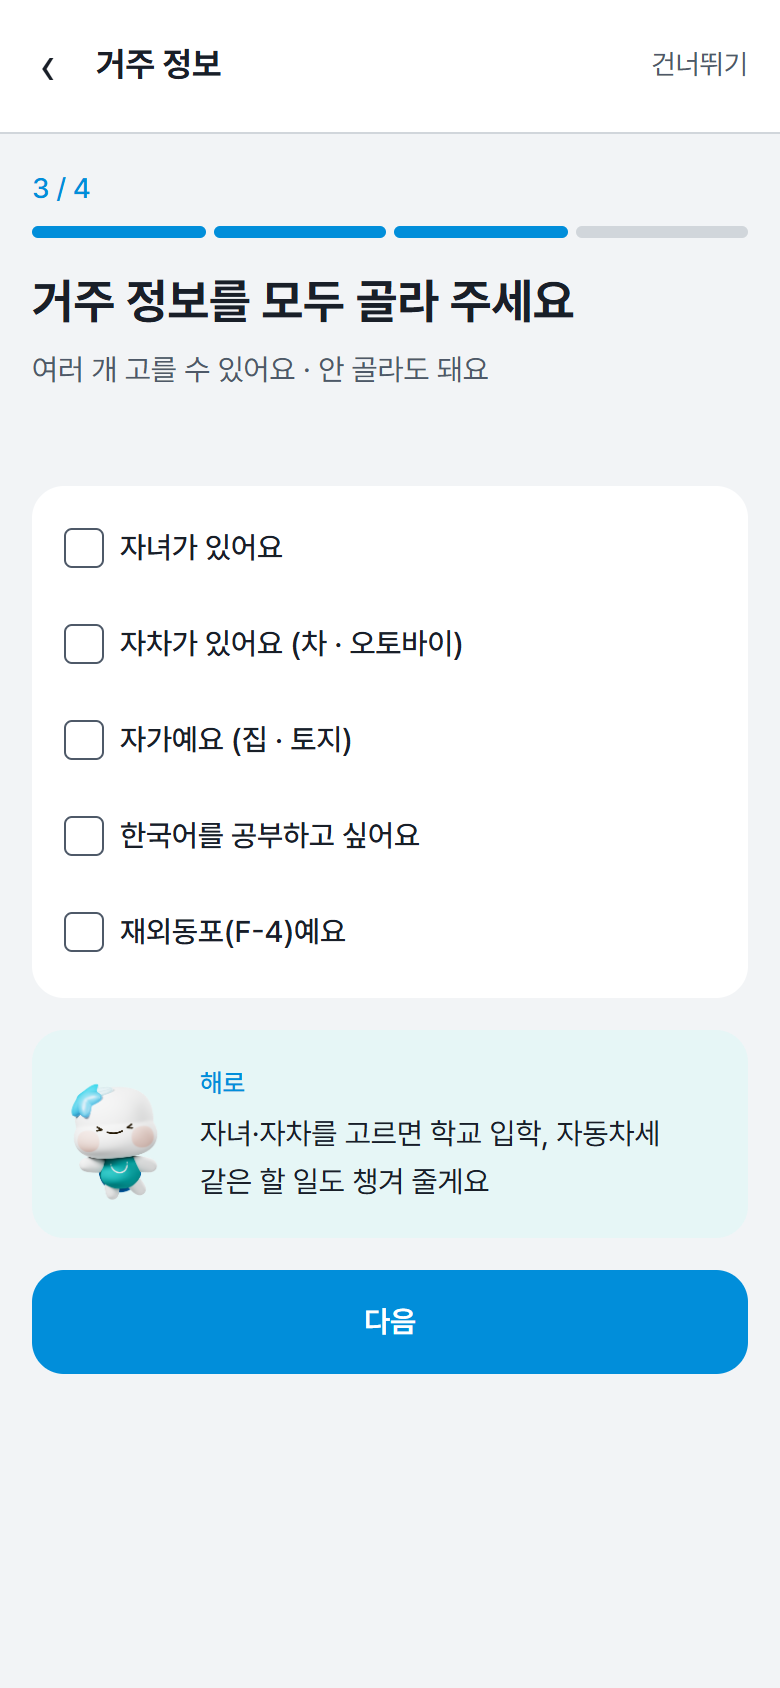 ‹ 거주 정보 건너뛰기
3 / 4
거주 정보를 모두 골라 주세요
여러 개 고를 수 있어요 · 안 골라도 돼요
자녀가 있어요
자차가 있어요 (차 · 오토바이)
자가예요 (집 · 토지)
한국어를 공부하고 싶어요
재외동포(F-4)예요
해로
자녀·자차를 고르면 학교 입학, 자동차세
같은 할 일도 챙겨 줄게요
다음